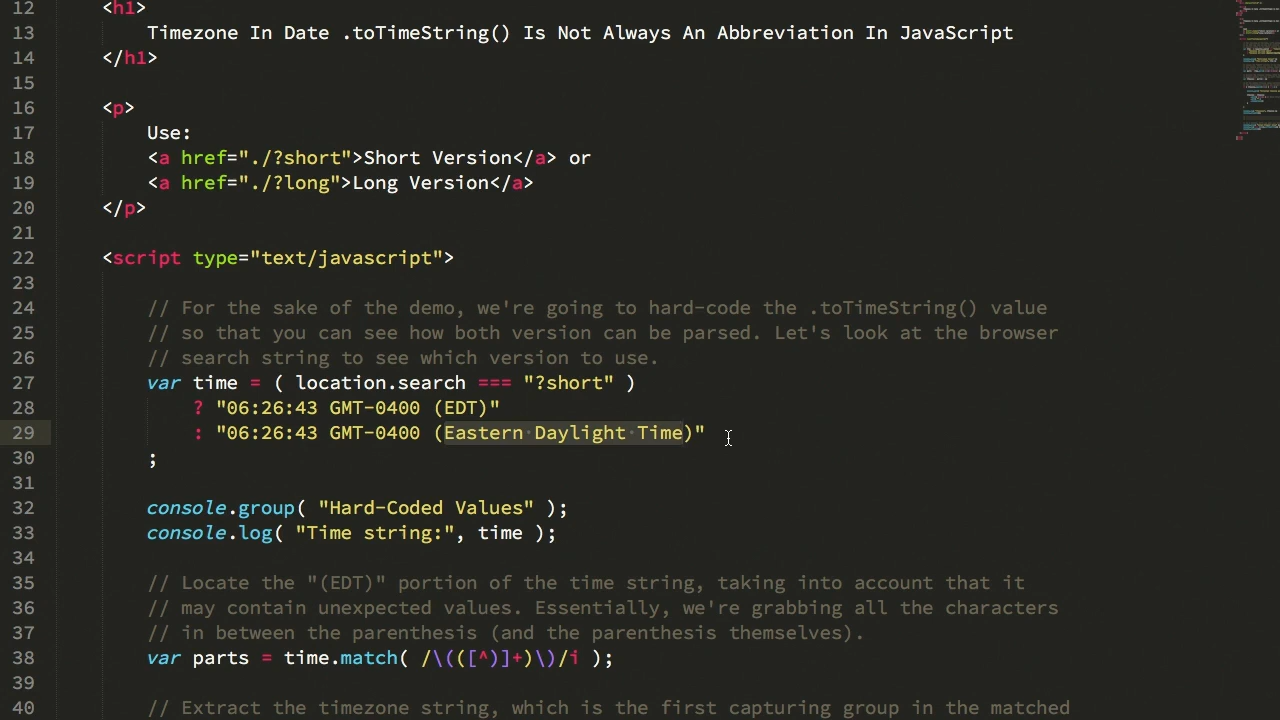 12 <h1>
13 Timezone In Date .toTimeString() Is Not Always An Abbreviation In JavaScript
14 </h1>
15
16 <p>
17 Use:
18 <a href="./?short">Short Version</a> or
19 <a href="./?long">Long Version</a>
20 </p>
21
22 <script type="text/javascript">
23
24 // For the sake of the demo, we're going to hard-code the .toTimeString() value
25 // so that you can see how both version can be parsed. Let's look at the browser
26 // search string to see which version to use.
27 var time = ( location.search === "?short" )
28 ? "06:26:43 GMT-0400 (EDT)"
29 : "06:26:43 GMT-0400 (Eastern Daylight Time)"
30 ;
31
32 console.group( "Hard-Coded Values" );
33 console.log( "Time string:", time );
34
35 // Locate the "(EDT)" portion of the time string, taking into account that it
36 // may contain unexpected values. Essentially, we're grabbing all the characters
37 // in between the parenthesis (and the parenthesis themselves).
38 var parts = time.match( /\(([^)]+)\)/i );
39
40 // Extract the timezone string, which is the first capturing group in the matched